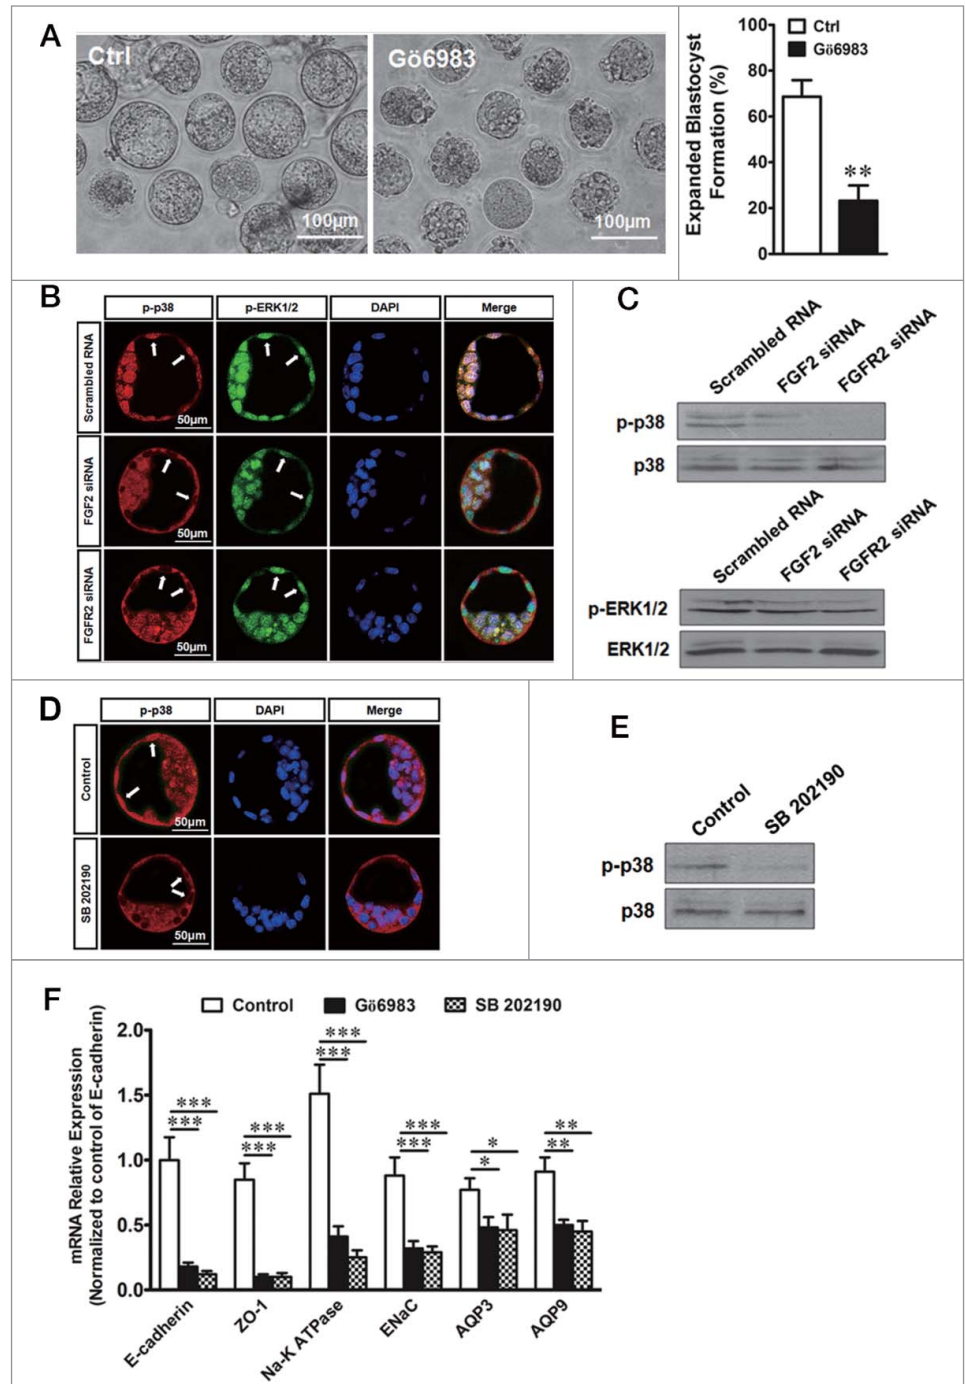 A
Ctrl
100µm
Gö6983
100µm
Ctrl
Gö6983
Expanded Blastocyst
Formation (%)
100
80
60
40
20
0
**
B
p-p38
p-ERK1/2
DAPI
Merge
Scrambled RNA
50µm
FGF2 siRNA
50µm
FGFR2 siRNA
50µm
C
Scrambled RNA
FGF2 siRNA
FGFR2 siRNA
p-p38
p38
Scrambled RNA
FGF2 siRNA
FGFR2 siRNA
p-ERK1/2
ERK1/2
D
p-p38
DAPI
Merge
Control
50µm
SB 202190
50µm
E
Control
SB 202190
p-p38
p38
F
Control
Gö6983
SB 202190
mRNA Relative Expression
(Normalized to control of E-cadherin)
2.0
1.5
1.0
0.5
0.0
***
***
***
***
***
***
***
***
*
*
**
**
E-cadherin
ZO-1
Na-K ATPase
ENaC
AQP3
AQP9